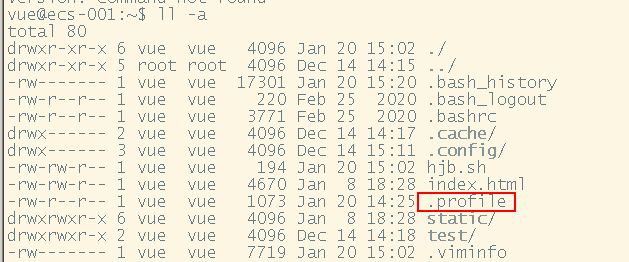 version: command not found
vue@ecs-001:~$ ll -a
total 80
drwxr-xr-x 6 vue  vue   4096 Jan 20 15:02 ./
drwxr-xr-x 5 root root  4096 Dec 14 14:15 ../
-rw------- 1 vue  vue  17301 Jan 20 15:20 .bash_history
-rw-r--r-- 1 vue  vue    220 Feb 25  2020 .bash_logout
-rw-r--r-- 1 vue  vue   3771 Feb 25  2020 .bashrc
drwx------ 2 vue  vue   4096 Dec 14 14:17 .cache/
drwx------ 3 vue  vue   4096 Dec 14 15:11 .config/
-rw-rw-r-- 1 vue  vue    194 Jan 20 15:02 hjb.sh
-rw-r--r-- 1 vue  vue   4670 Jan  8 18:28 index.html
-rw-r--r-- 1 vue  vue   1073 Jan 20 14:25 .profile
drwxrwxr-x 6 vue  vue   4096 Jan  8 18:28 static/
drwxrwxr-x 2 vue  vue   4096 Dec 14 14:18 test/
-rw------- 1 vue  vue   7719 Jan 20 15:02 .viminfo